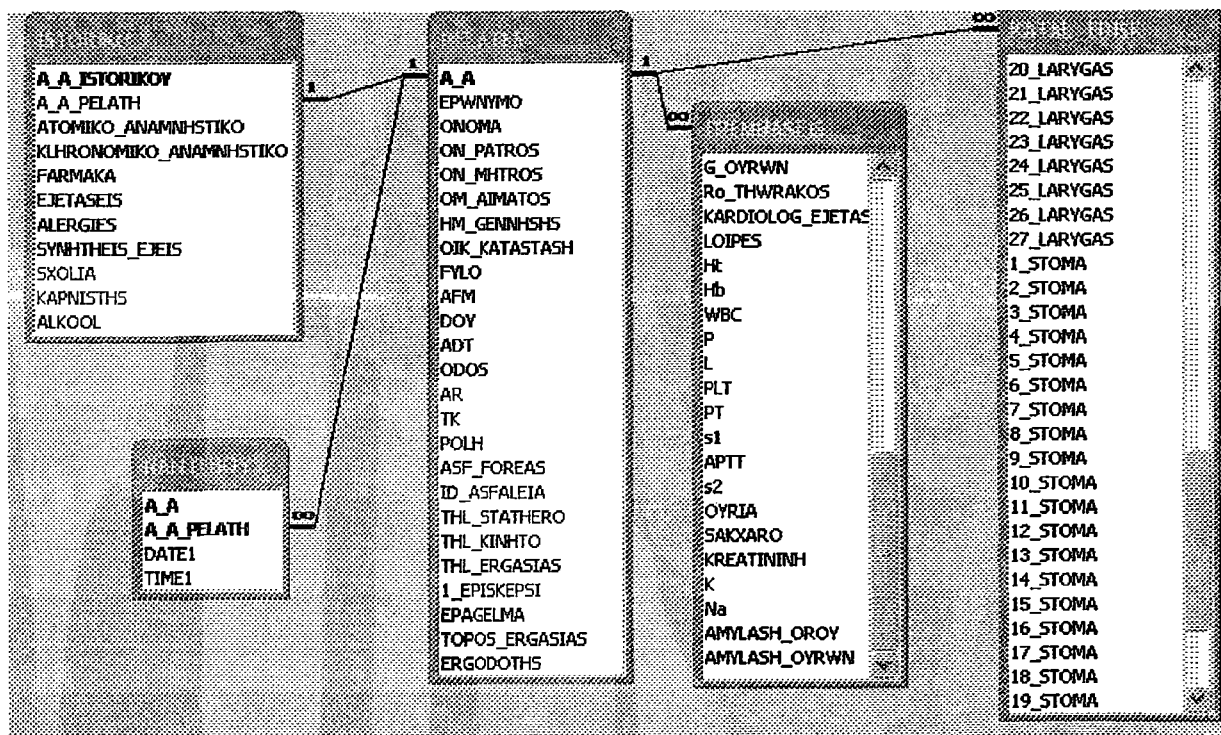 A_A_ISTORIKOY
A_A_PELATH
ATOMIKO_ANAMNHSTIKO
KLHRONOMIKO_ANAMNHSTIKO
FARMAKA
EJETASEIS
ALERGIES
SYNHTHEIS_EJEIS
SXOLIA
KAPNISTHS
ALKOOL
1
A_A
A_A_PELATH
DATE1
TIME1
∞
1
A_A
EPWNYMO
ONOMA
ON_PATROS
ON_MHTROS
OM_AIMATOS
HM_GENNHSHS
OIK_KATASTASH
FYLO
AFM
DOY
ADT
ODOS
AR
TK
POLH
ASF_FOREAS
ID_ASFALEIA
THL_STATHERO
THL_KINHTO
THL_ERGASIAS
1_EPISKEPSI
EPAGELMA
TOPOS_ERGASIAS
ERGODOTHS
1
∞
G_OYRWN
Ro_THWRAKOS
KARDIOLOG_EJETAS
LOIPES
Ht
Hb
WBC
P
L
PLT
PT
s1
APTT
s2
OYRIA
SAKXARO
KREATININH
K
Na
AMYLASH_OROY
AMYLASH_OYRWN
∞
20_LARYGAS
21_LARYGAS
22_LARYGAS
23_LARYGAS
24_LARYGAS
25_LARYGAS
26_LARYGAS
27_LARYGAS
1_STOMA
2_STOMA
3_STOMA
4_STOMA
5_STOMA
6_STOMA
7_STOMA
8_STOMA
9_STOMA
10_STOMA
11_STOMA
12_STOMA
13_STOMA
14_STOMA
15_STOMA
16_STOMA
17_STOMA
18_STOMA
19_STOMA